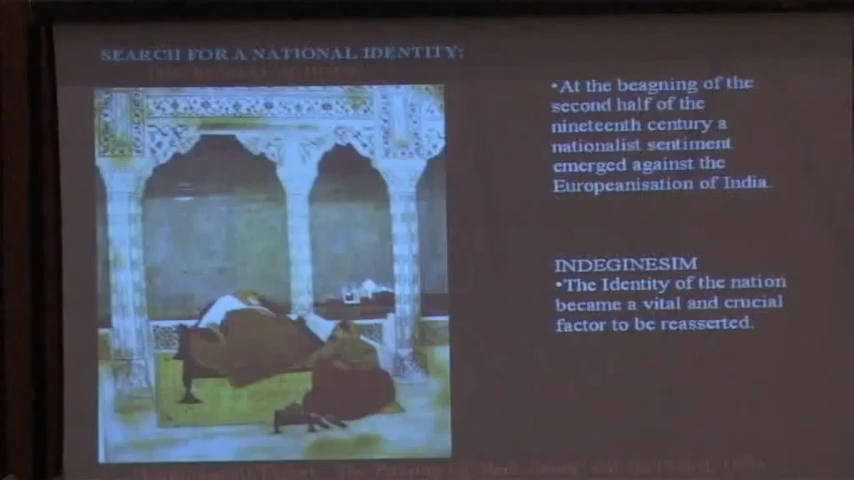 SEARCH FOR A NATIONAL IDENTITY:
•At the beagning of the
second half of the
nineteenth century a
nationalist sentiment
emerged against the
Europeanisation of India.
INDEGINESIM
•The Identity of the nation
became a vital and crucial
factor to be reasserted.